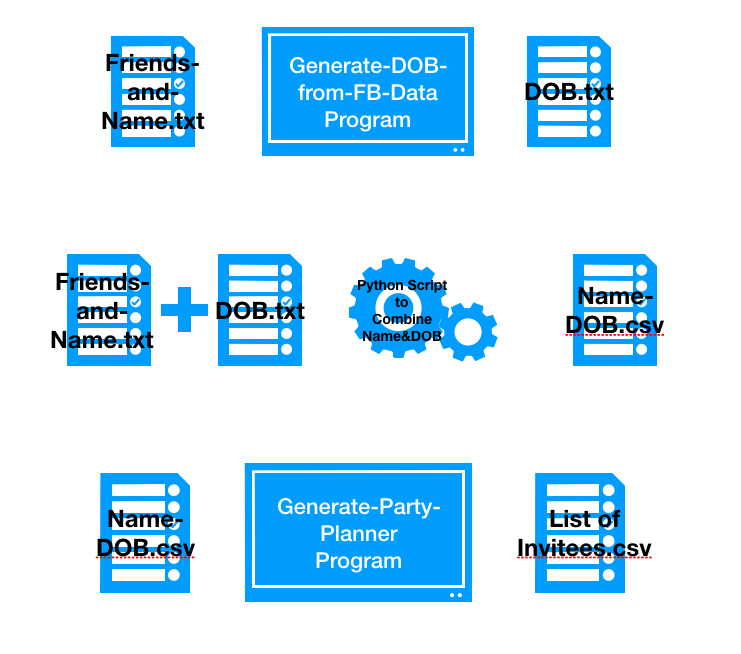 Friends-
and-
Name.txt
Generate-DOB-
from-FB-Data
Program
DOB.txt
Friends-
and-
Name.txt
DOB.txt
Python Script
to
Combine
Name&DOB
Name-
DOB.csv
Name-
DOB.csv
Generate-Party-
Planner
Program
List of
Invitees.csv